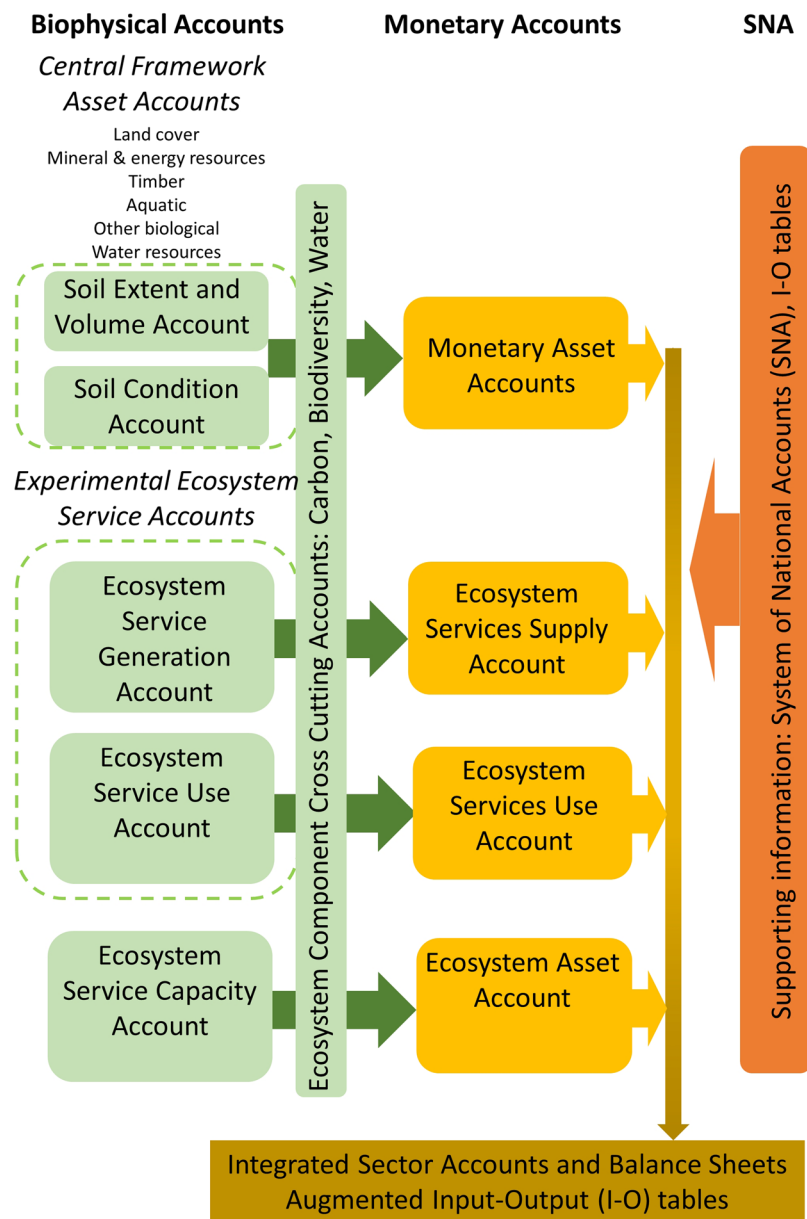 Biophysical Accounts
Monetary Accounts
SNA
Central Framework
Asset Accounts
Land cover
Mineral & energy resources
Timber
Aquatic
Other biological
Water resources
Soil Extent and
Volume Account
Soil Condition
Account
Experimental Ecosystem
Service Accounts
Ecosystem
Service
Generation
Account
Ecosystem
Service Use
Account
Ecosystem
Service Capacity
Account
Ecosystem Component Cross Cutting Accounts: Carbon, Biodiversity, Water
Monetary Asset
Accounts
Ecosystem
Services Supply
Account
Ecosystem
Services Use
Account
Ecosystem Asset
Account
Supporting information: System of National Accounts (SNA), I-O tables
Integrated Sector Accounts and Balance Sheets
Augmented Input-Output (I-O) tables